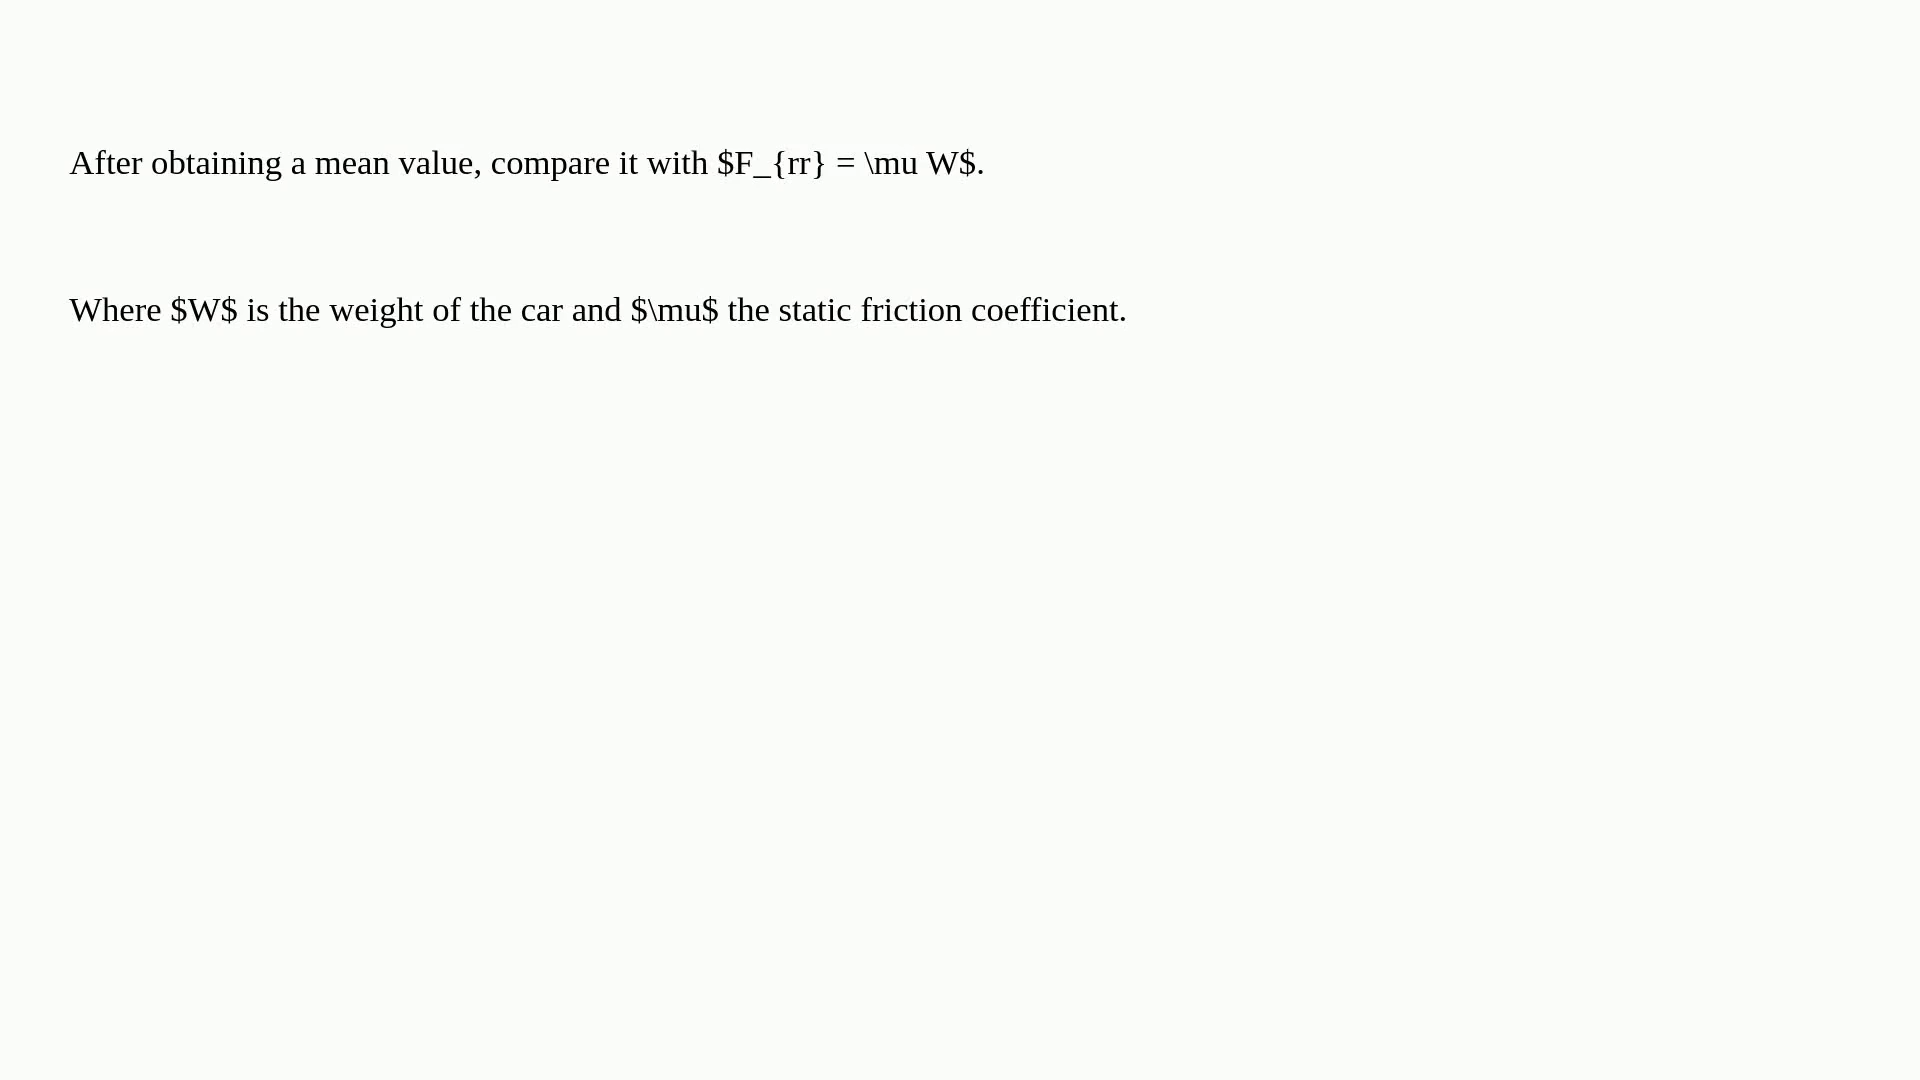 After obtaining a mean value, compare it with $F_{rr} = \mu W$.
Where $W$ is the weight of the car and $\mu$ the static friction coefficient.